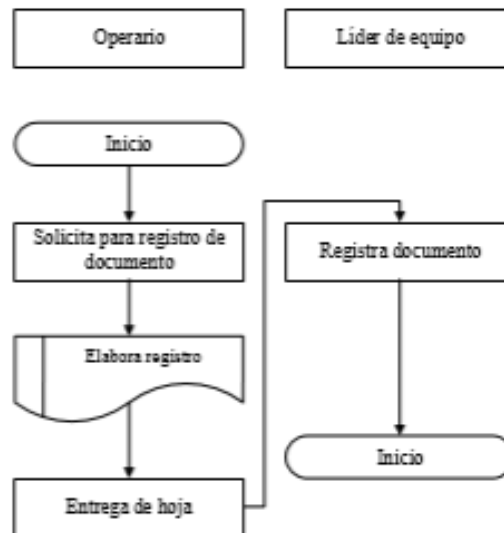 Operario
Líder de equipo
Inicio
Solicita para registro de
documento
Registra documento
Elabora registro
Inicio
Entrega de hoja